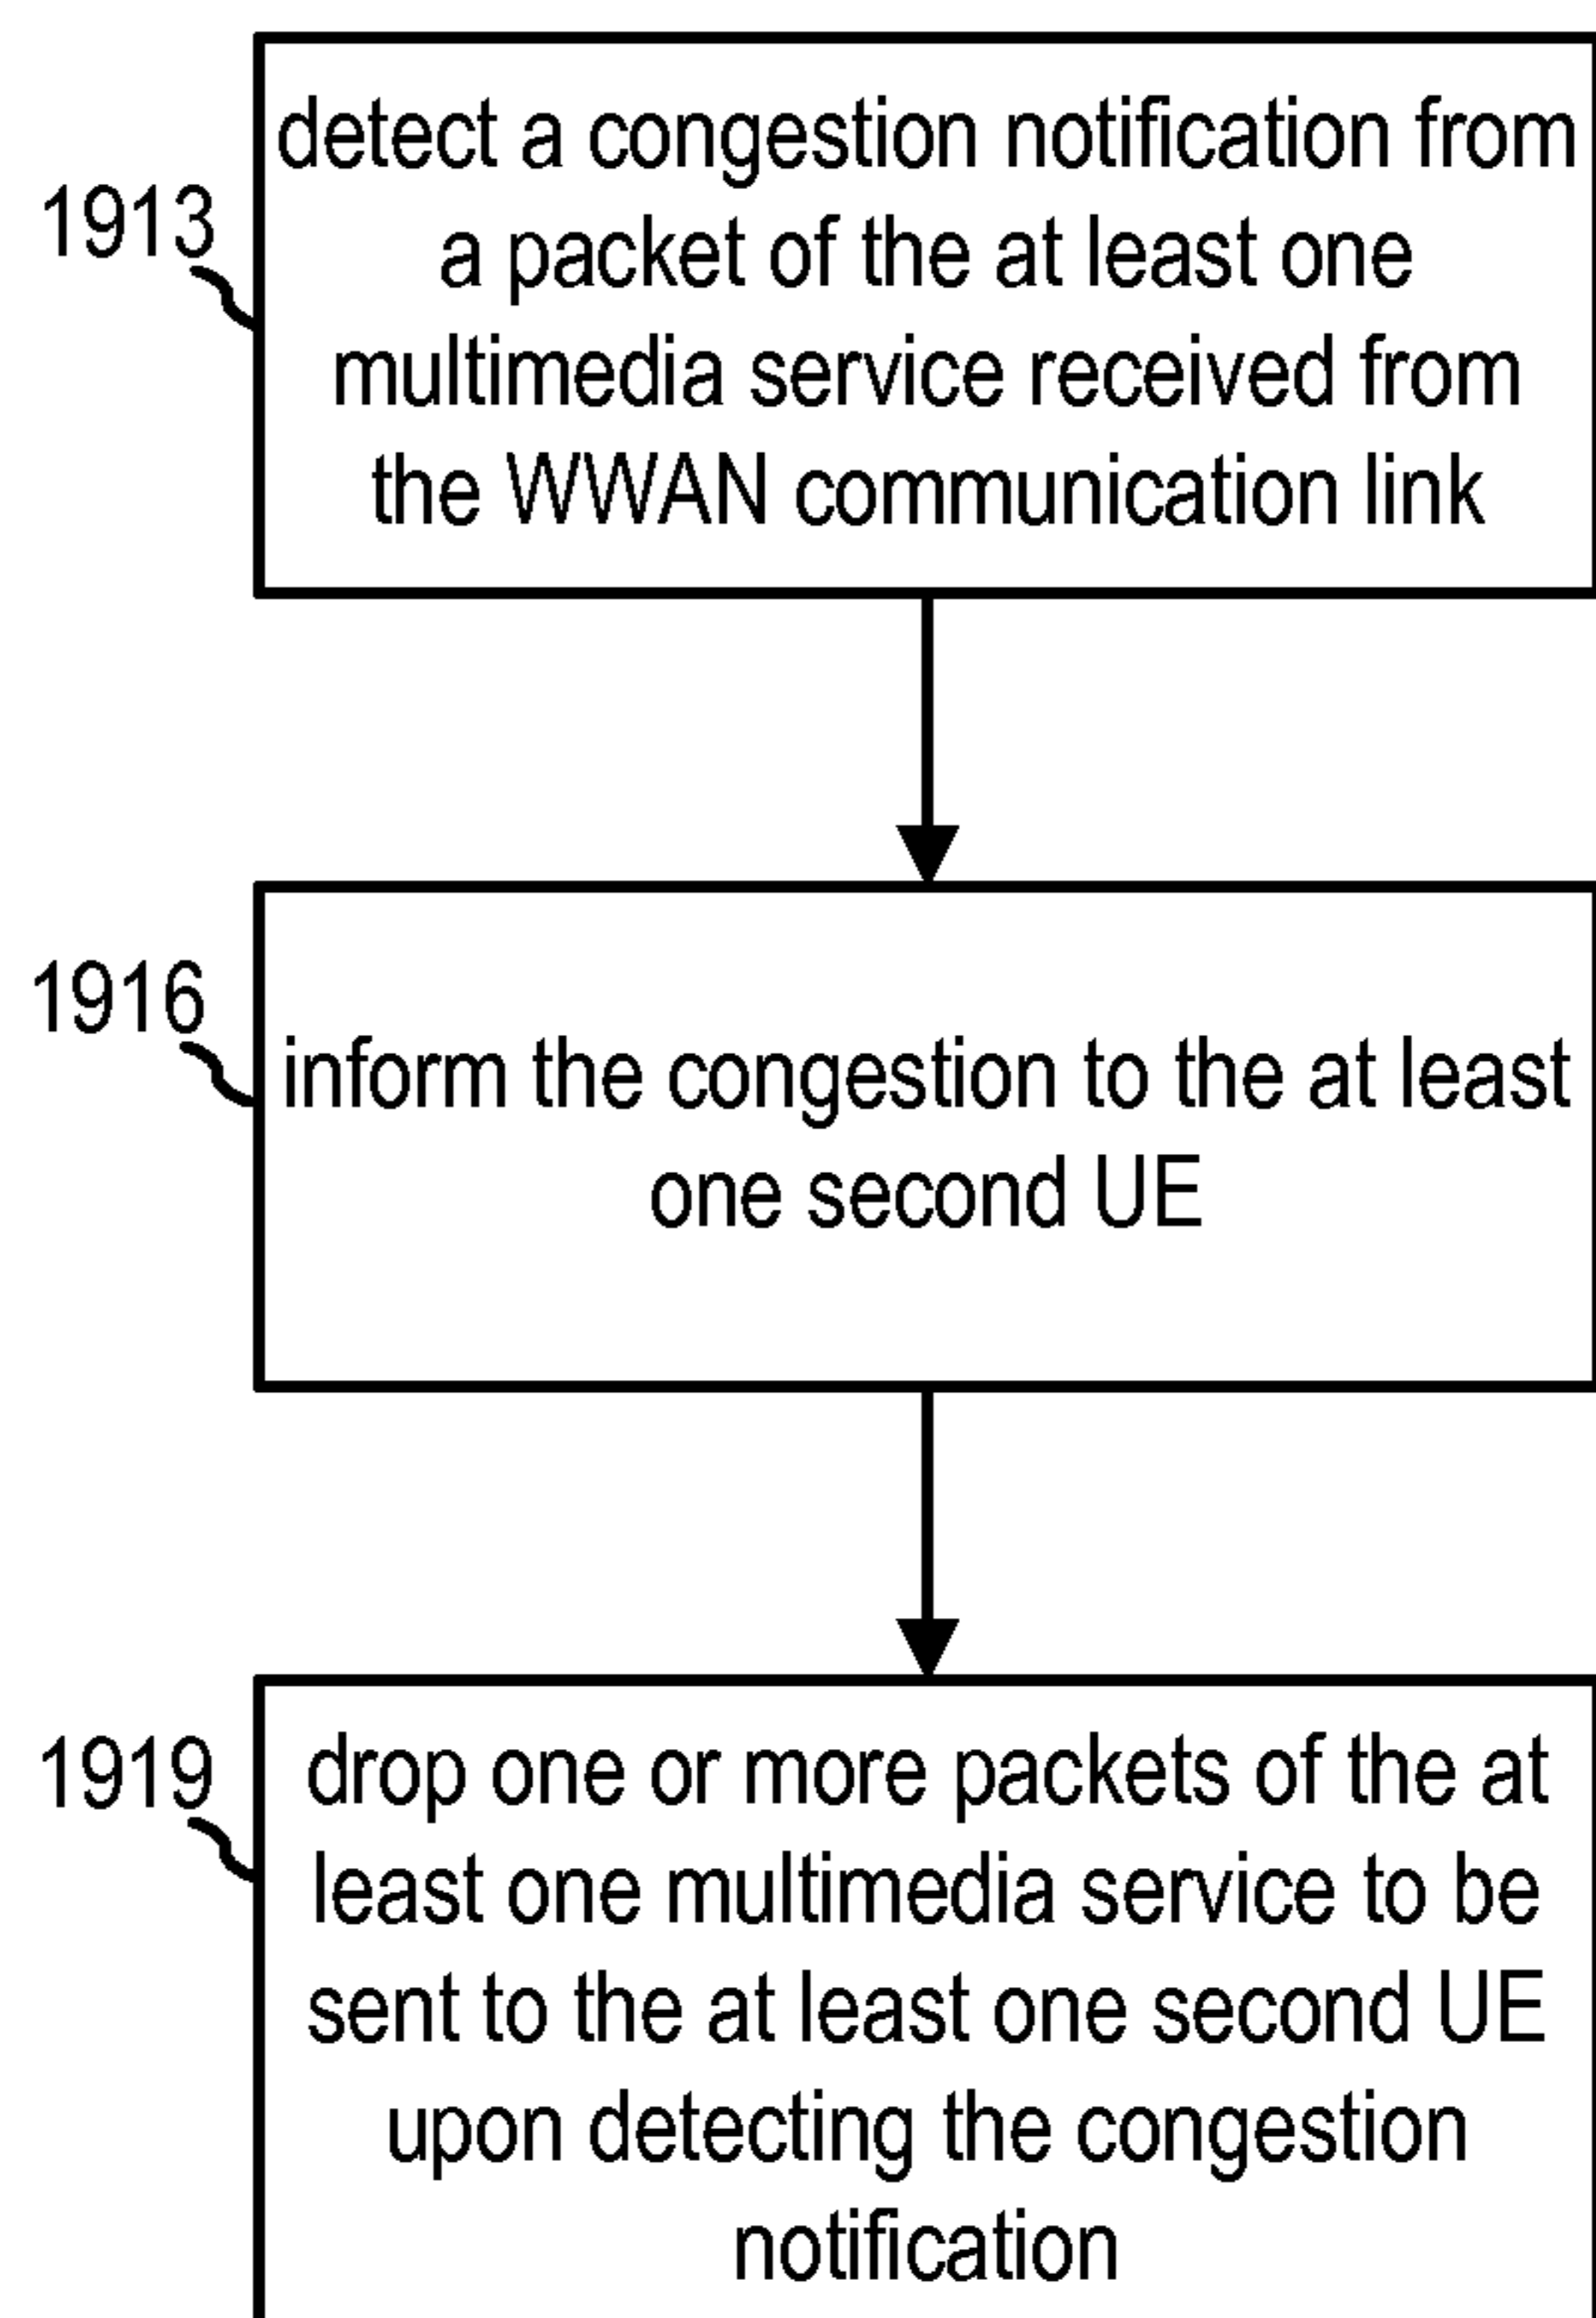 1913
detect a congestion notification from
a packet of the at least one
multimedia service received from
the WWAN communication link
1916
inform the congestion to the at least
one second UE
1919
drop one or more packets of the at
least one multimedia service to be
sent to the at least one second UE
upon detecting the congestion
notification